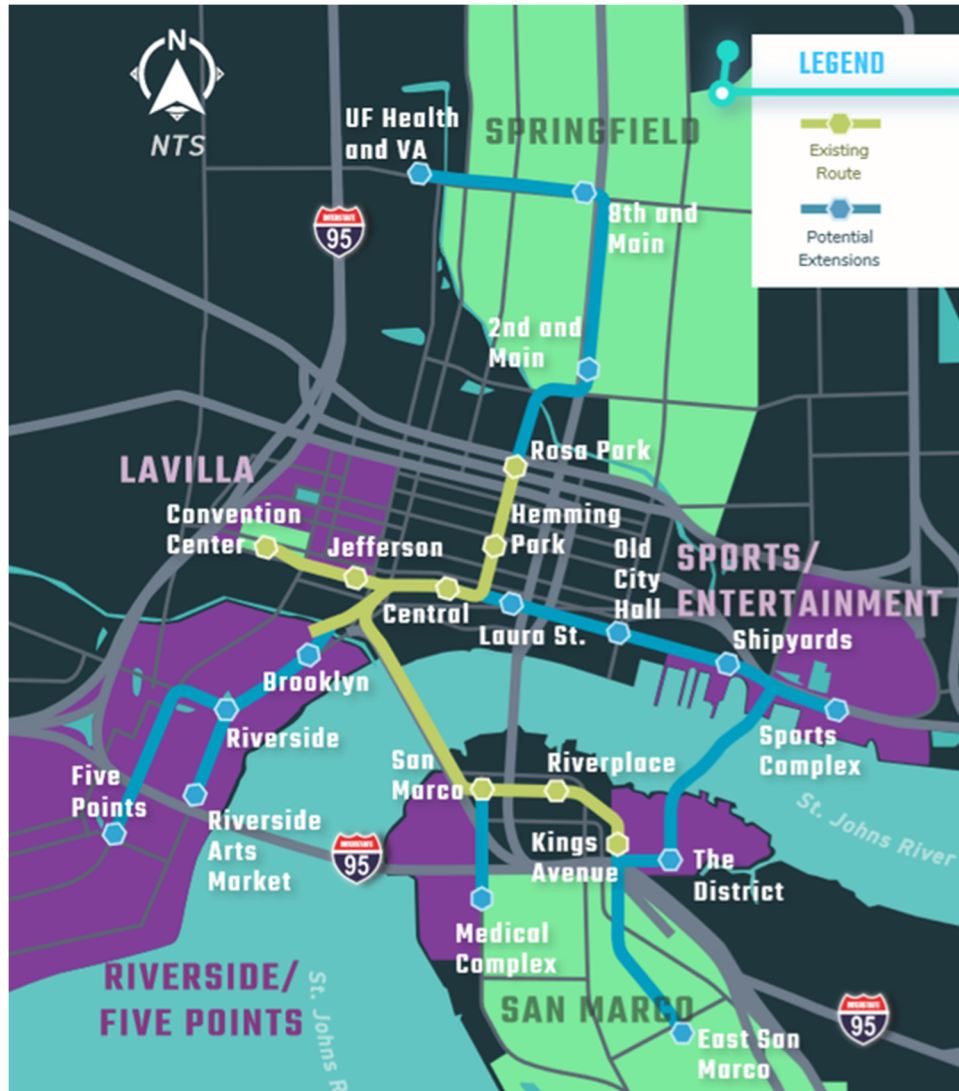 N
NTS
LEGEND
Existing
Route
Potential
Extensions
UF Health
and VA
SPRINGFIELD
8th and
Main
INTERSTATE
95
2nd and
Main
Rosa Park
LAVILLA
Convention
Center
Jefferson
Hemming
Park
Old
City
Hall
SPORTS/
ENTERTAINMENT
Central
Laura St.
Shipyards
Brooklyn
Riverside
Sports
Complex
Five
Points
San
Marco
Riverplace
St. Johns River
Riverside
Arts
Market
INTERSTATE
95
Kings
Avenue
The
District
Medical
Complex
RIVERSIDE/
FIVE POINTS
St. Johns R
SAN MARCO
INTERSTATE
95
East San
Marco